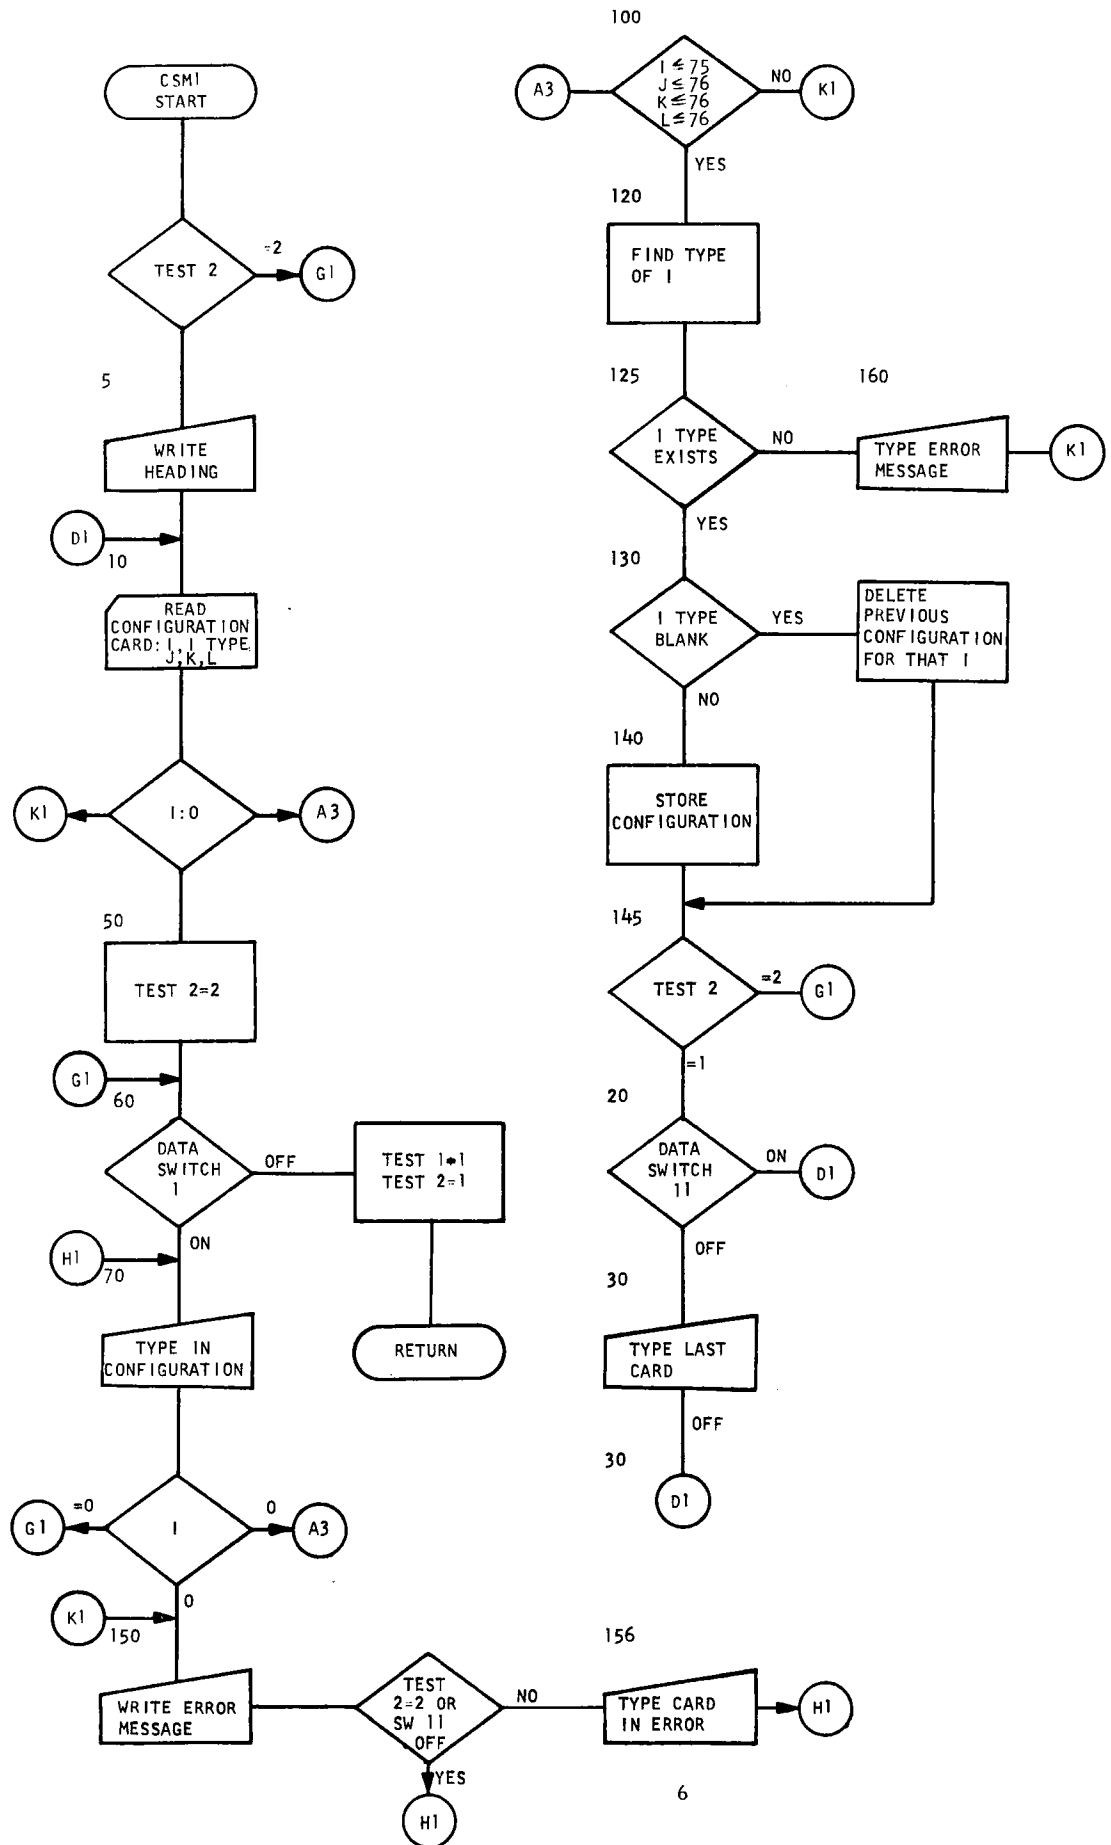 CSM1
START
TEST 2
=2
G1
5
WRITE
HEADING
D1
10
READ
CONFIGURATION
CARD: I, I TYPE,
J,K,L
K1
I:0
A3
50
TEST 2=2
G1
60
DATA
SWITCH
1
OFF
TEST 1=1
TEST 2=1
RETURN
ON
H1
70
TYPE IN
CONFIGURATION
G1
=0
I
0
A3
0
K1
150
WRITE ERROR
MESSAGE
TEST
2=2 OR
SW 11
OFF
NO
YES
H1
156
TYPE CARD
IN ERROR
H1
100
A3
I ≤ 75
J ≤ 76
K ≤ 76
L ≤ 76
NO
K1
YES
120
FIND TYPE
OF I
125
I TYPE
EXISTS
NO
160
TYPE ERROR
MESSAGE
K1
YES
130
I TYPE
BLANK
YES
DELETE
PREVIOUS
CONFIGURATION
FOR THAT I
NO
140
STORE
CONFIGURATION
145
TEST 2
=2
G1
=1
20
DATA
SWITCH
11
ON
D1
OFF
30
TYPE LAST
CARD
OFF
30
D1
6